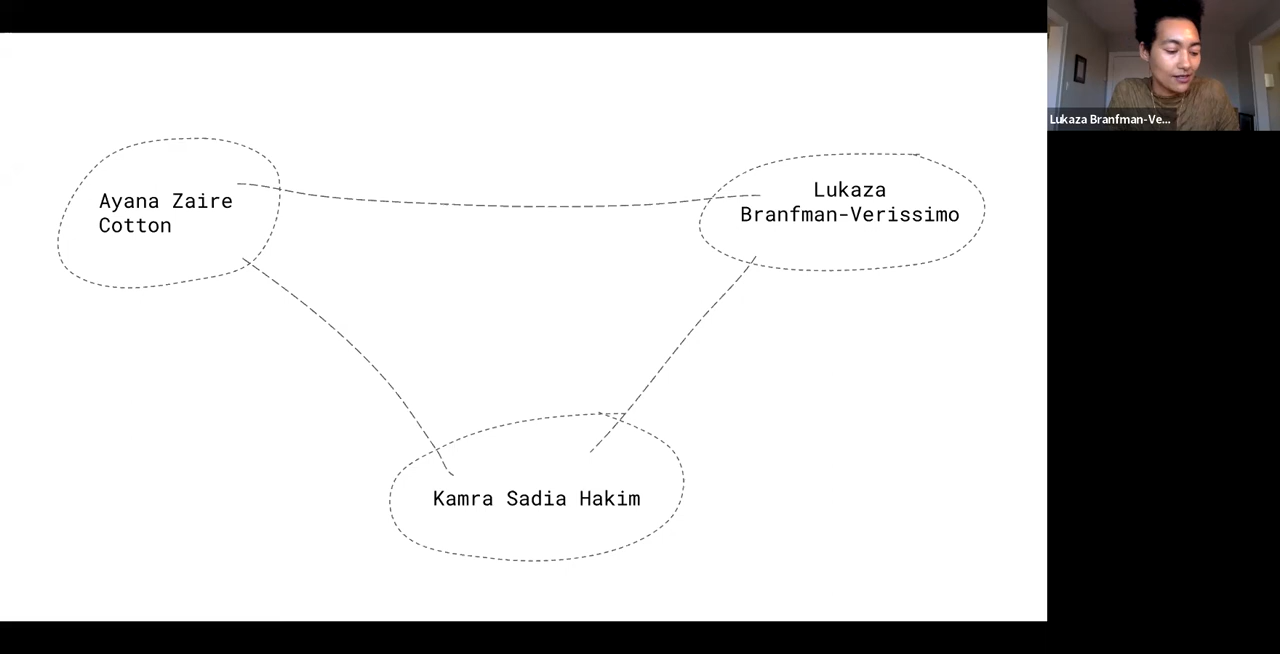 Ayana Zaire
Cotton
Lukaza
Branfman-Verissimo
Kamra Sadia Hakim
Lukaza Branfman-Ve...